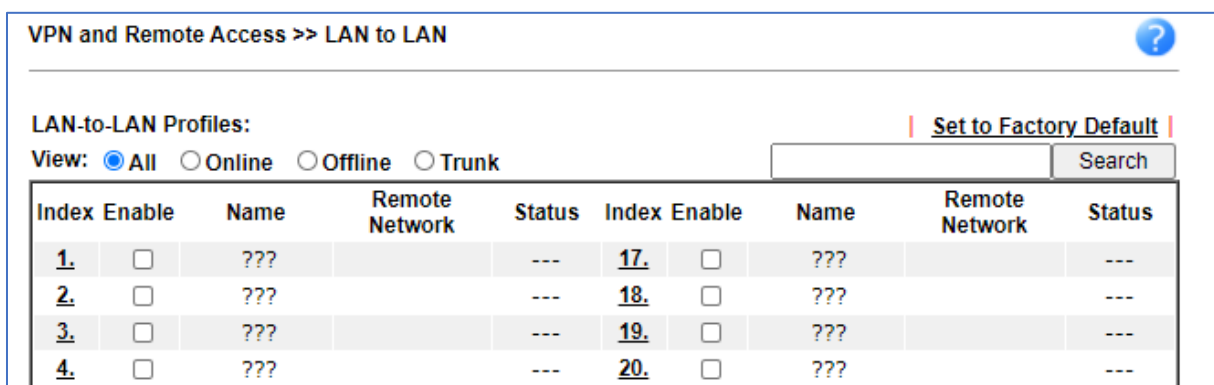 VPN and Remote Access >> LAN to LAN
LAN-to-LAN Profiles:
| Set to Factory Default |
View: All Online Offline Trunk
Search
Index Enable Name Remote Network Status Index Enable Name Remote Network Status
1. ??? --- 17. ??? ---
2. ??? --- 18. ??? ---
3. ??? --- 19. ??? ---
4. ??? --- 20. ??? ---